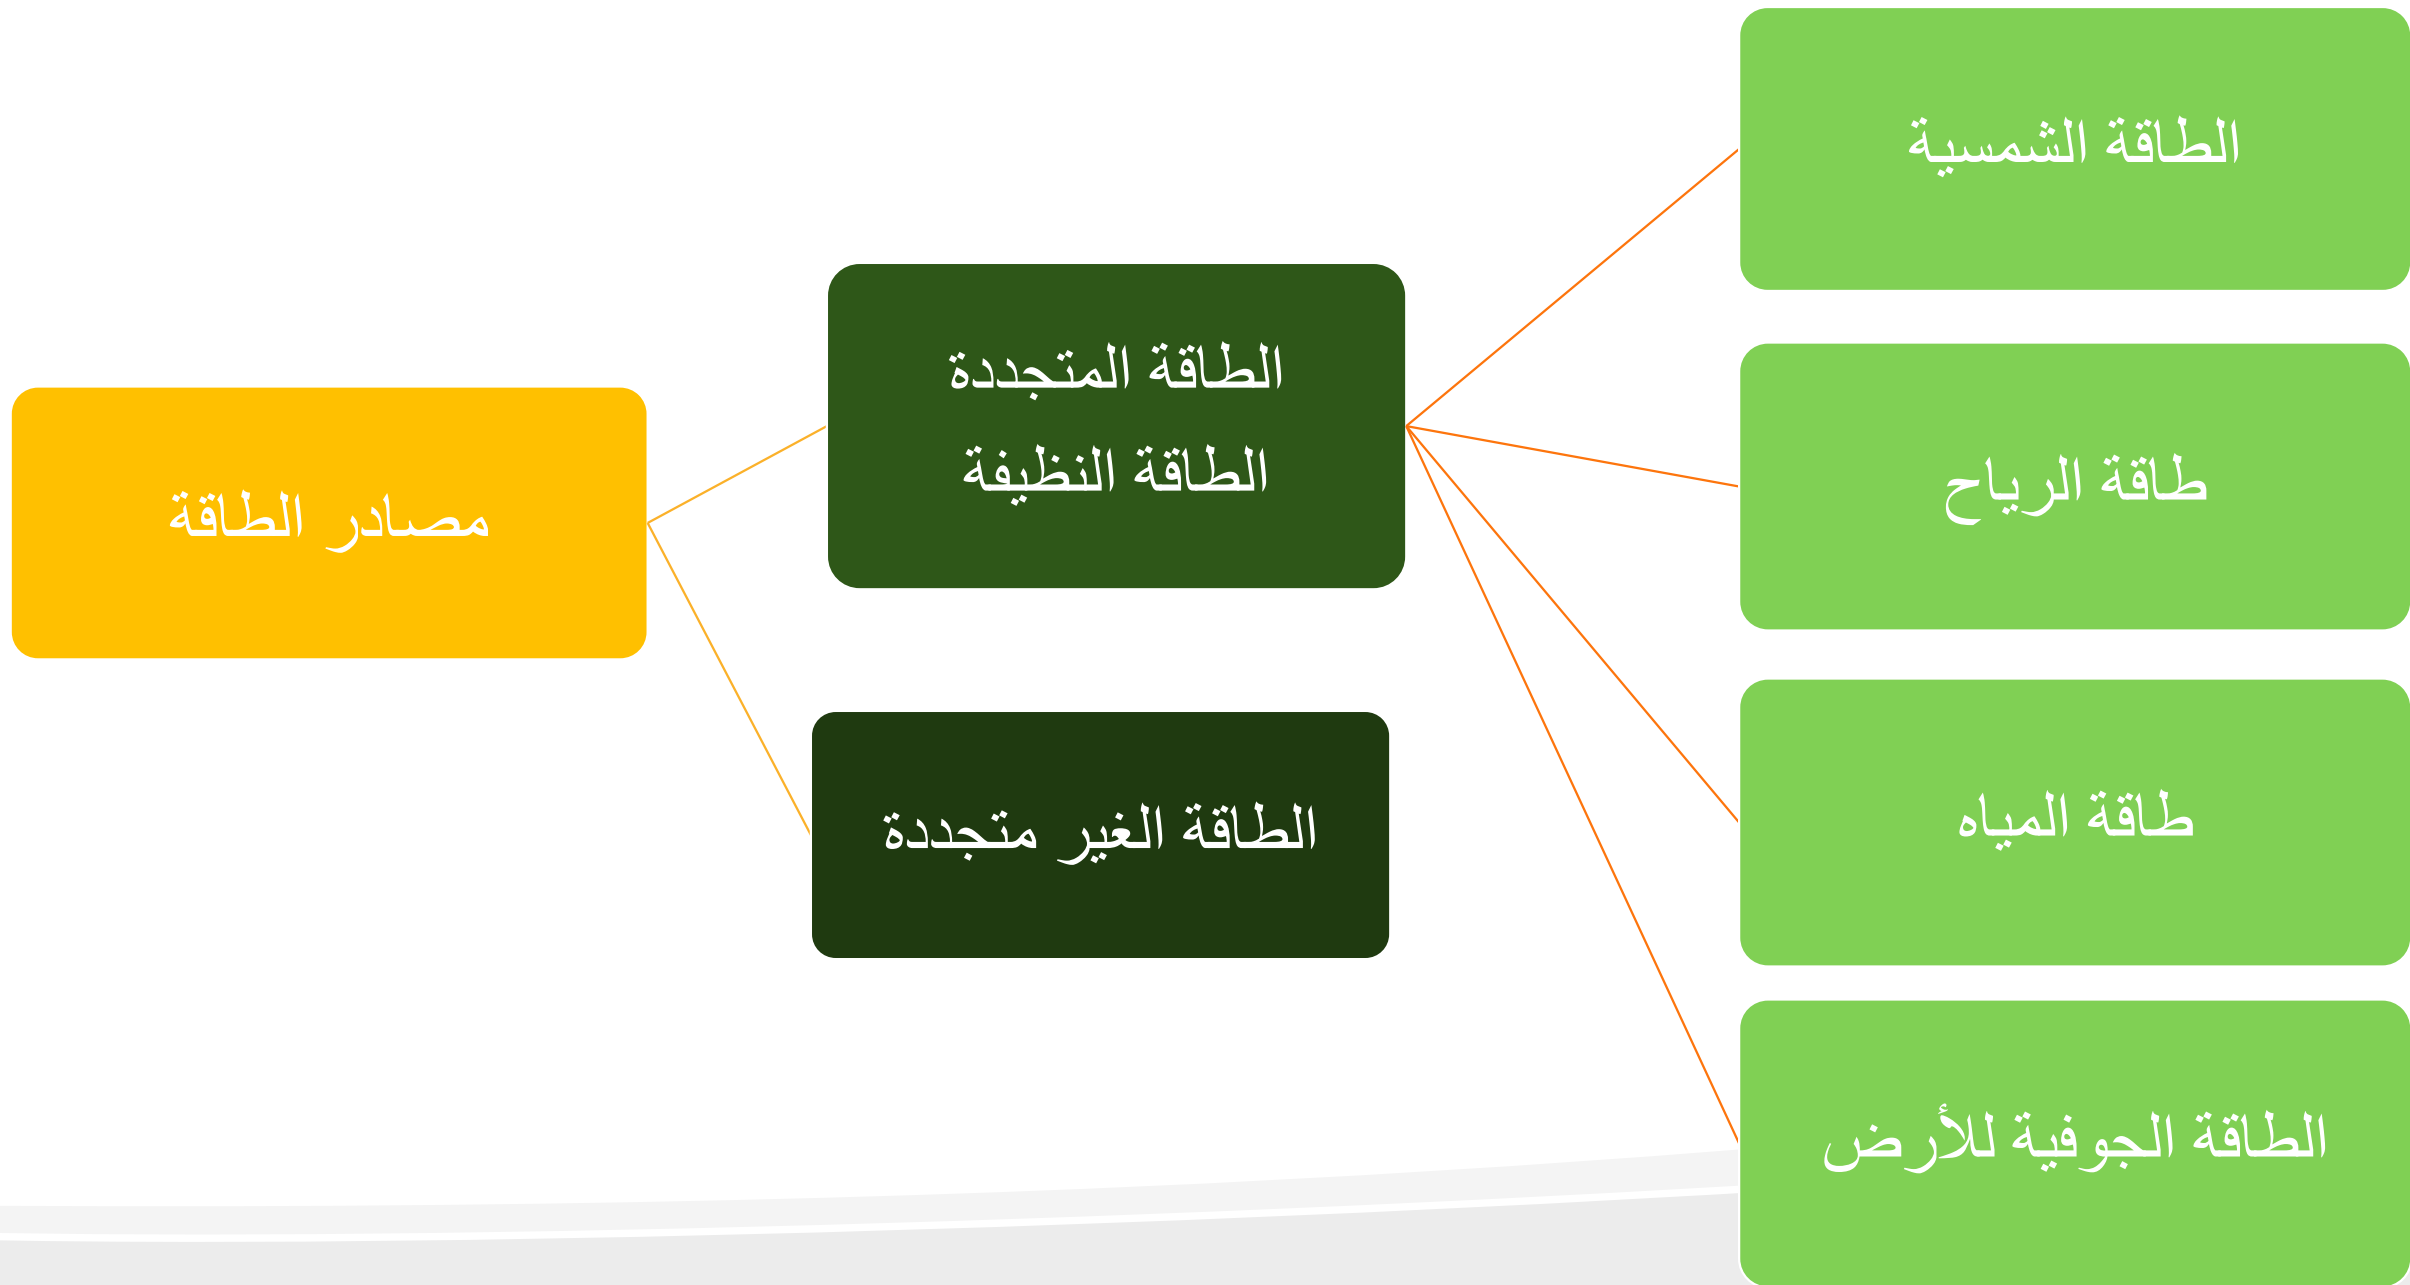 مصادر الطاقة
الطاقة المتجددة
الطاقة النظيفة
الطاقة الغير متجددة
الطاقة الشمسية
طاقة الرياح
طاقة المياه
الطاقة الجوفية للأرض